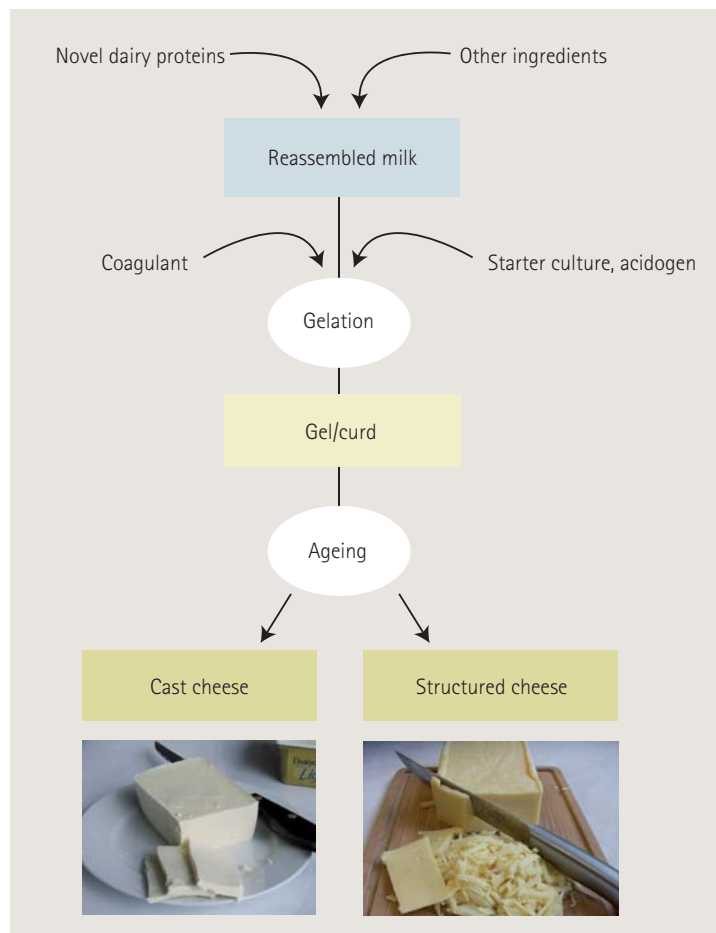 Novel dairy proteins
Other ingredients
Reassembled milk
Coagulant
Starter culture, acidogen
Gelation
Gel/curd
Ageing
Cast cheese
Structured cheese